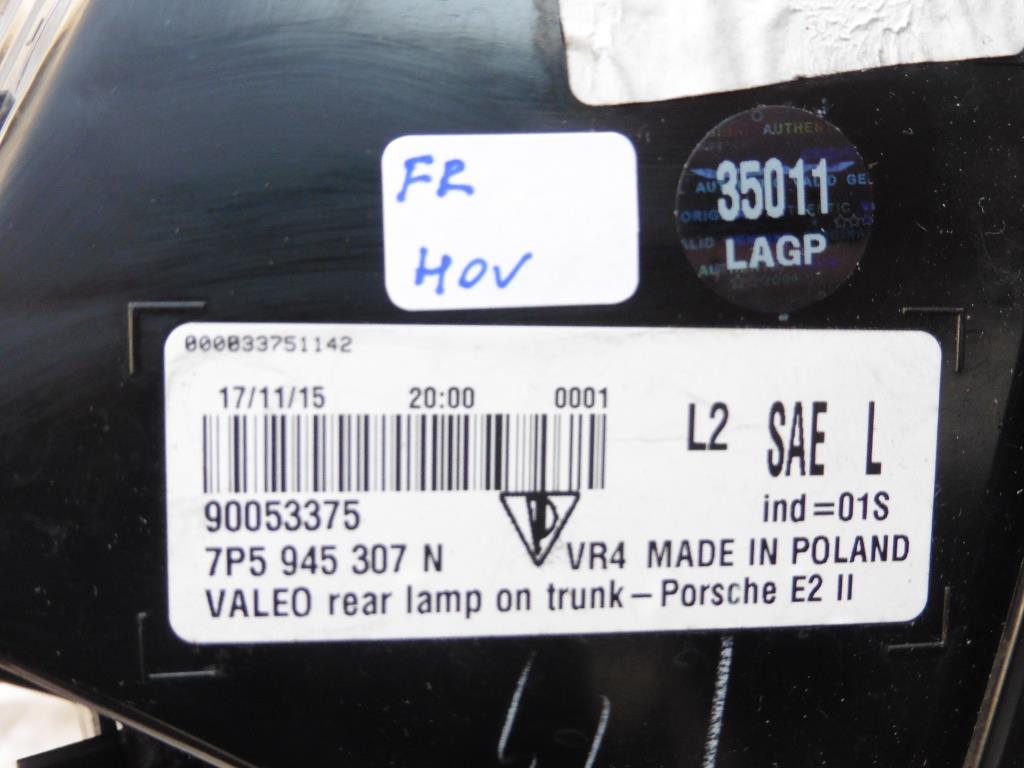 FR
HOV
35011
LAGP
000033751142
17/11/15 20:00 0001
L2 SAE L
90053375 ind=01S
7P5 945 307 N VR4 MADE IN POLAND
VALEO rear lamp on trunk – Porsche E2 II